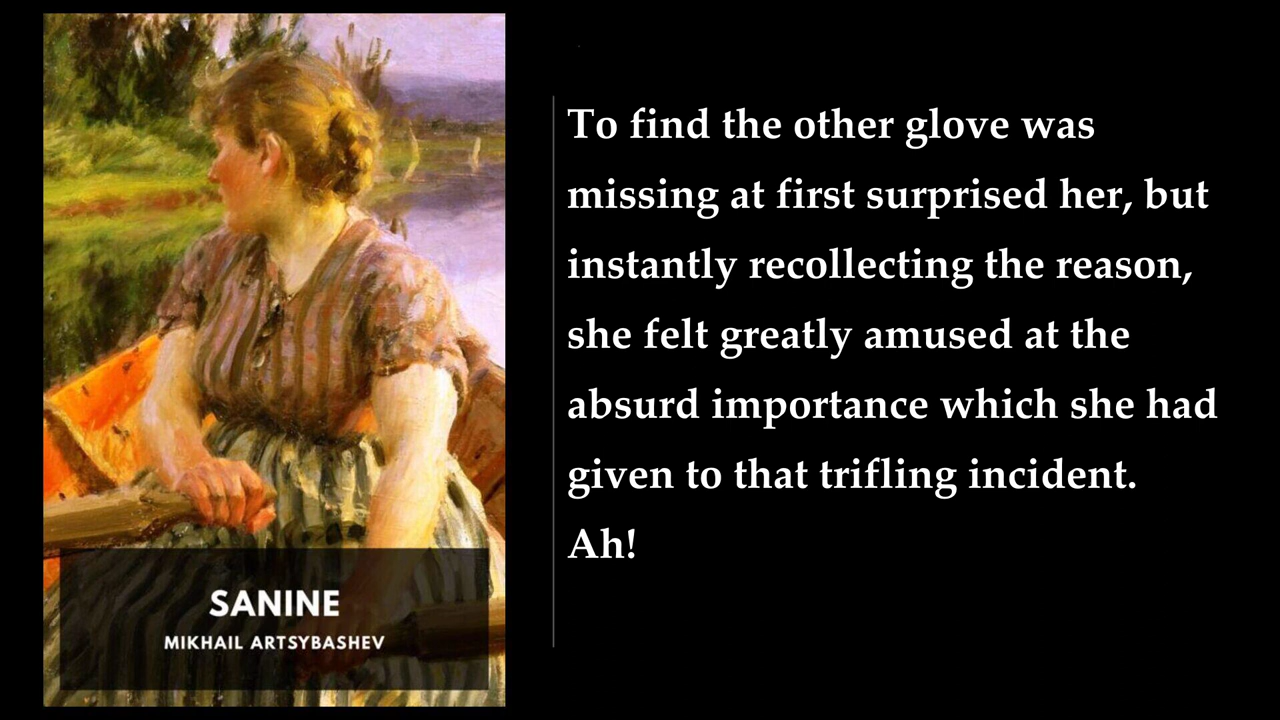 SANINE
MIKHAIL ARTSYBASHEV
To find the other glove was
missing at first surprised her, but
instantly recollecting the reason,
she felt greatly amused at the
absurd importance which she had
given to that trifling incident.
Ah!